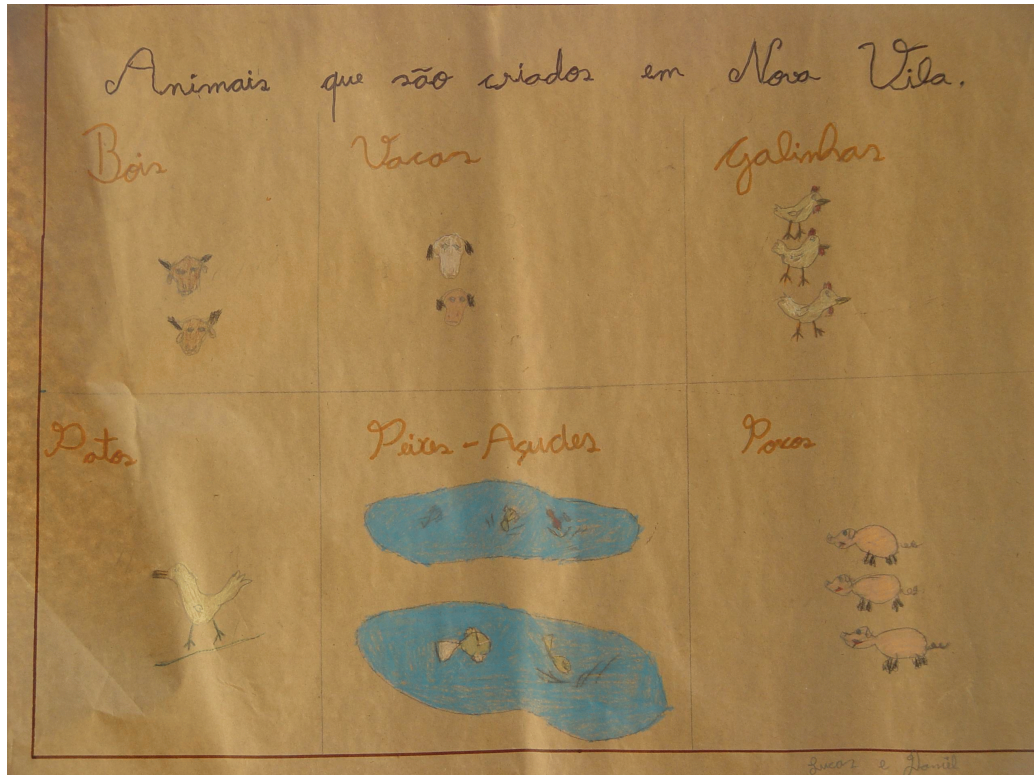 Animais que são criados em Nova Vila.
Bois
Vacas
Galinhas
Patos
Peixes - Açudes
Porcos
Lucas e Daniel